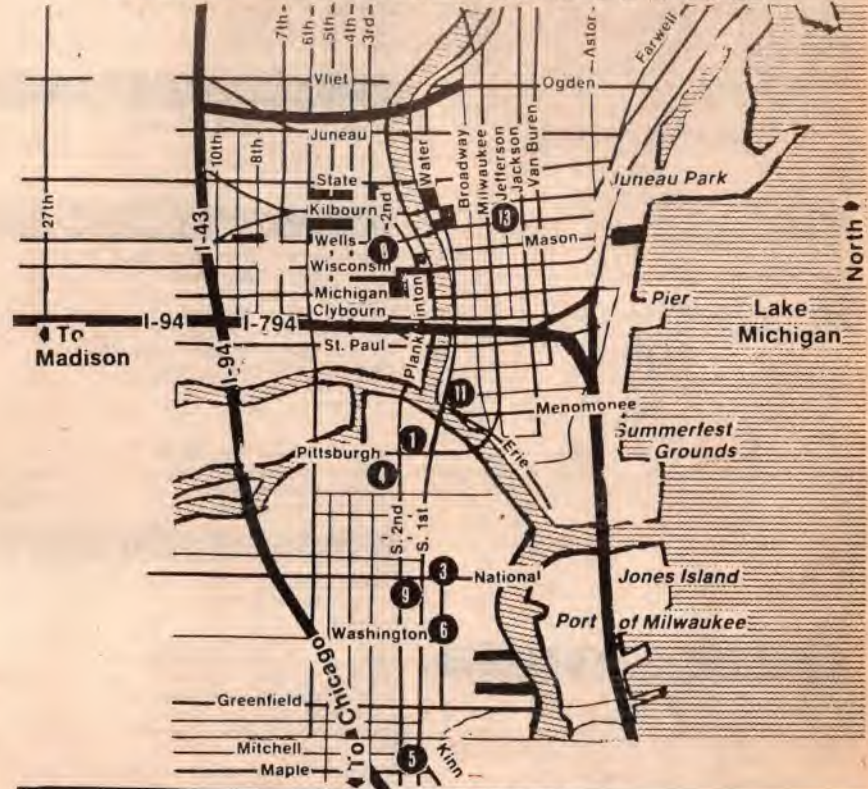 7th
6th
5th
4th
3rd
Astor
Farwell
Vliet
Ogden
Juneau
10th
8th
State
2nd
Water
Broadway
Milwaukee
Jefferson
Jackson
Van Buren
Juneau Park
27th
I-43
Kilbourn
13
Wells
8
Mason
Wisconsin
North
Michigan
Pier
Clybourn
Plankinton
Lake
Michigan
I-94
I-794
To
Madison
St. Paul
I-94
11
Menomonee
1
Erie
Summerfest
Grounds
Pittsburgh
4
S. 2nd
S. 1st
3
National
Jones Island
9
Port of Milwaukee
Washington
6
To Chicago
Greenfield
Mitchell
5
Kinn
Maple